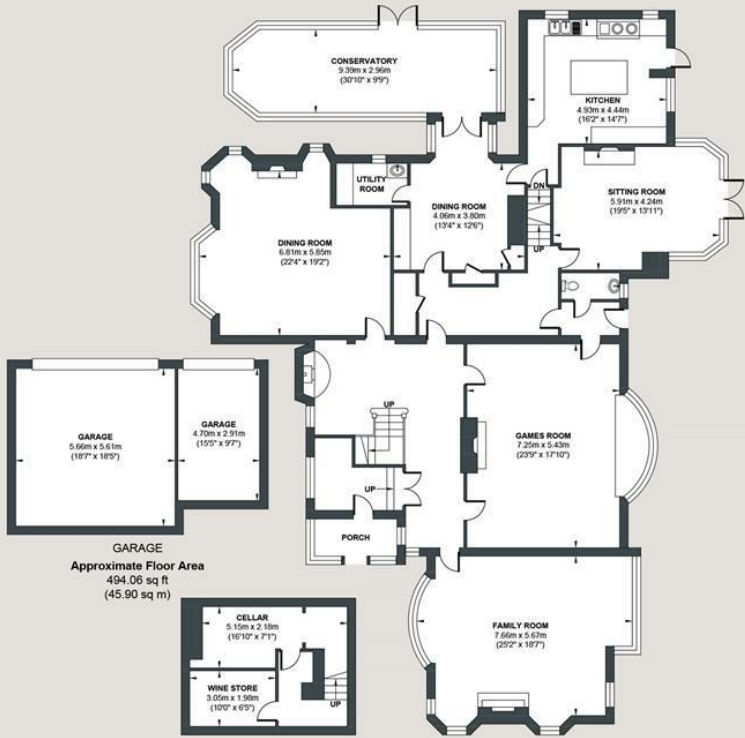 CONSERVATORY
9.39m x 2.96m
(30'10" x 9'9")
KITCHEN
4.93m x 4.44m
(16'2" x 14'7")
UTILITY
ROOM
DINING ROOM
4.06m x 3.80m
(13'4" x 12'6")
DN
UP
SITTING ROOM
5.91m x 4.24m
(19'5" x 13'11")
DINING ROOM
6.81m x 5.85m
(22'4" x 19'2")
GARAGE
5.66m x 5.61m
(18'7" x 18'5")
GARAGE
4.70m x 2.91m
(15'5" x 9'7")
UP
GAMES ROOM
7.25m x 5.43m
(23'9" x 17'10")
UP
PORCH
GARAGE
Approximate Floor Area
494.06 sq ft
(45.90 sq m)
CELLAR
5.15m x 2.18m
(16'10" x 7'1")
WINE STORE
3.05m x 1.98m
(10'0" x 6'5")
UP
FAMILY ROOM
7.66m x 5.67m
(25'2" x 18'7")